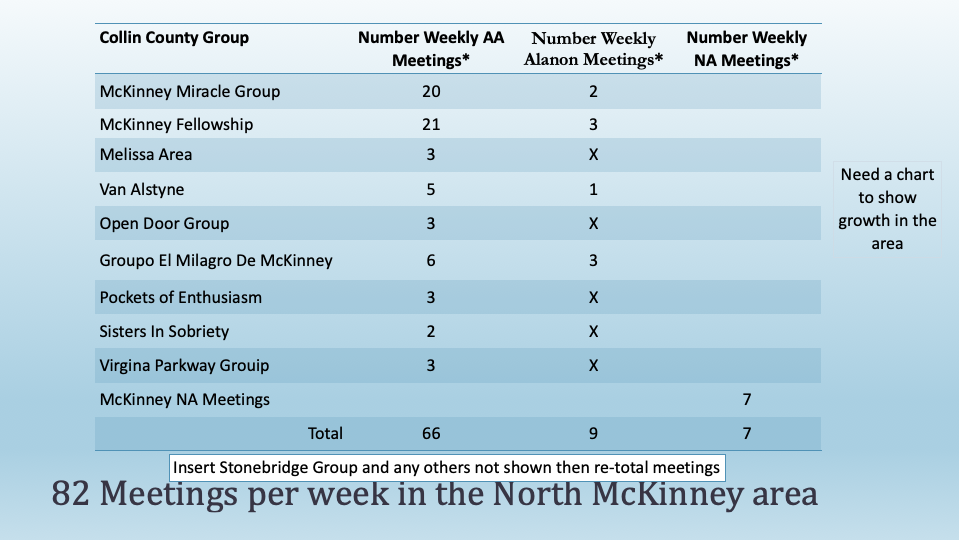 Collin County Group Number Weekly AA Meetings* Number Weekly Alanon Meetings* Number Weekly NA Meetings*
McKinney Miracle Group 20 2
McKinney Fellowship 21 3
Melissa Area 3 X
Van Alstyne 5 1
Open Door Group 3 X
Groupo El Milagro De McKinney 6 3
Pockets of Enthusiasm 3 X
Sisters In Sobriety 2 X
Virgina Parkway Grouip 3 X
McKinney NA Meetings 7
Total 66 9 7
Need a chart
to show
growth in the
area
Insert Stonebridge Group and any others not shown then re-total meetings
82 Meetings per week in the North McKinney area